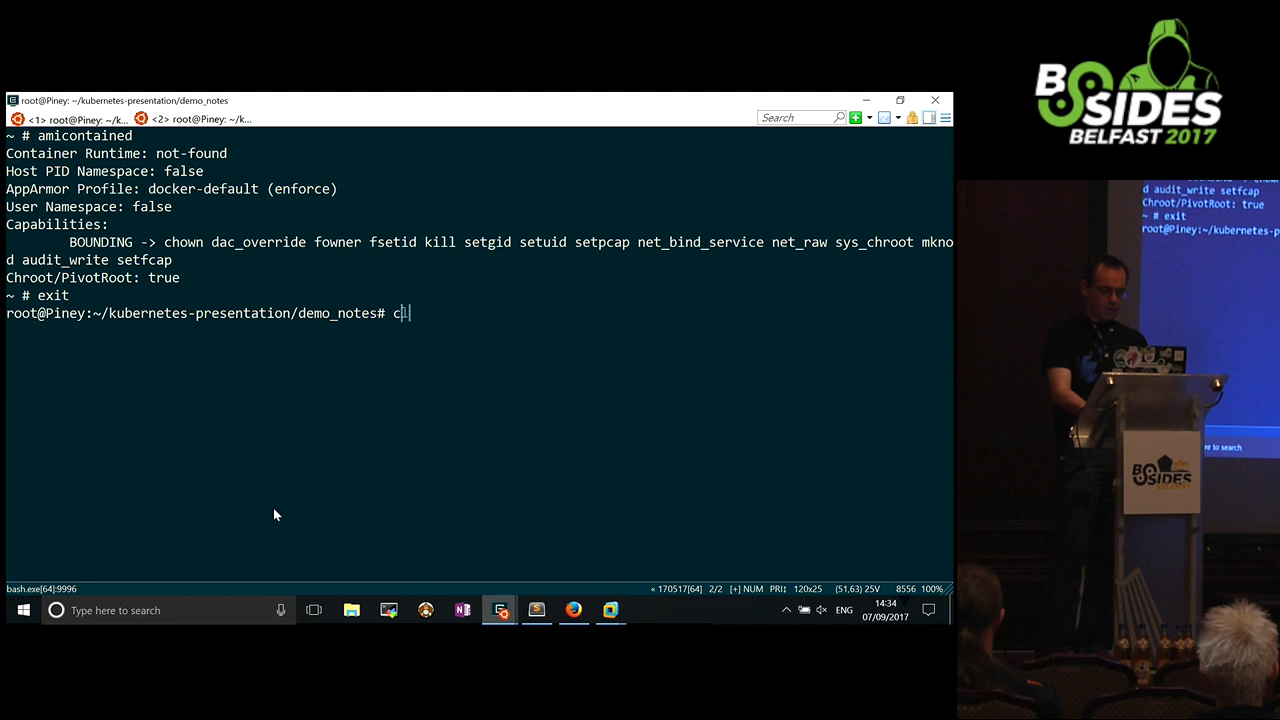 root@Piney: ~/kubernetes-presentation/demo_notes
<1> root@Piney: ~/k...
<2> root@Piney: ~/k...
Search
~ # amicontained
Container Runtime: not-found
Host PID Namespace: false
AppArmor Profile: docker-default (enforce)
User Namespace: false
Capabilities:
BOUNDING -> chown dac_override fowner fsetid kill setgid setuid setpcap net_bind_service net_raw sys_chroot mkno
d audit_write setfcap
Chroot/PivotRoot: true
~ # exit
root@Piney:~/kubernetes-presentation/demo_notes# cl
bash.exe[64]:9996
« 170517[64] 2/2 [+] NUM PRI↕ 120x25 (51,63) 25V 8556 100%
Type here to search
ENG
14:34
07/09/2017
BSIDES
BELFAST 2017
d audit_write setfcap
Chroot/PivotRoot: true
~ # exit
root@Piney:~/kubernetes-p
re to search
BSIDES